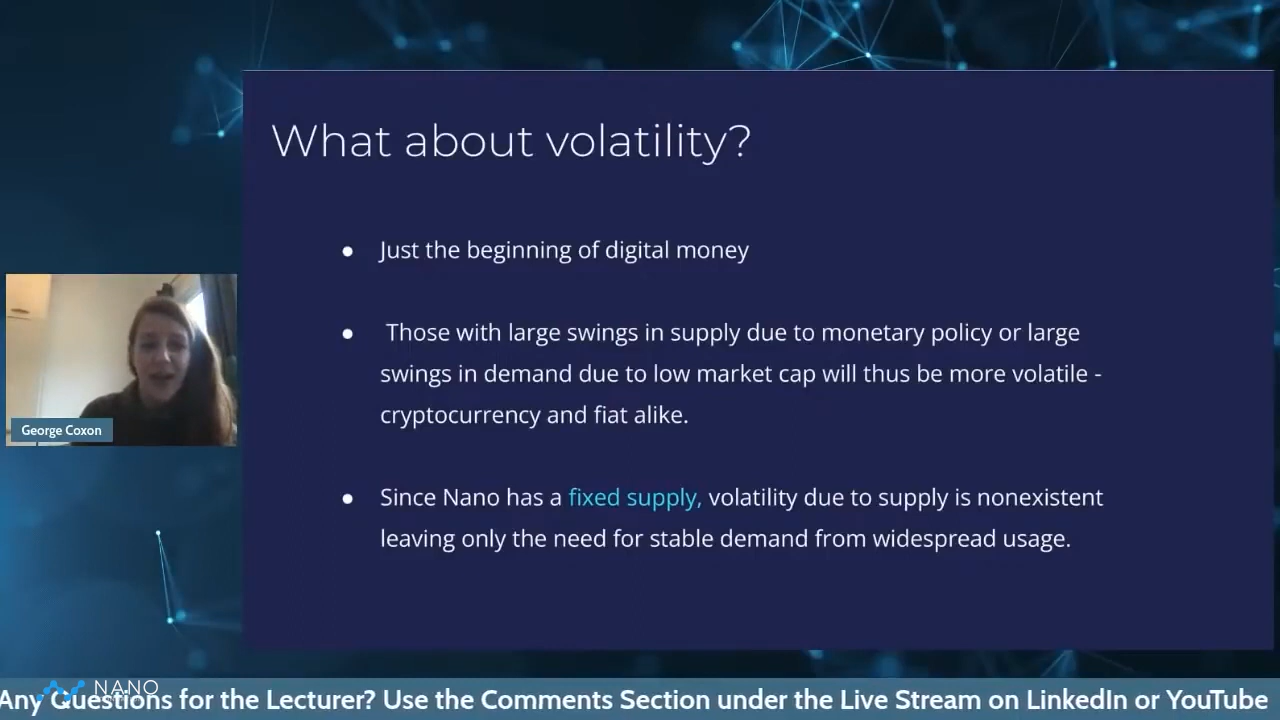 What about volatility?
● Just the beginning of digital money
● Those with large swings in supply due to monetary policy or large
swings in demand due to low market cap will thus be more volatile -
cryptocurrency and fiat alike.
● Since Nano has a fixed supply, volatility due to supply is nonexistent
leaving only the need for stable demand from widespread usage.
George Coxon
NANO
Any Questions for the Lecturer? Use the Comments Section under the Live Stream on LinkedIn or YouTube